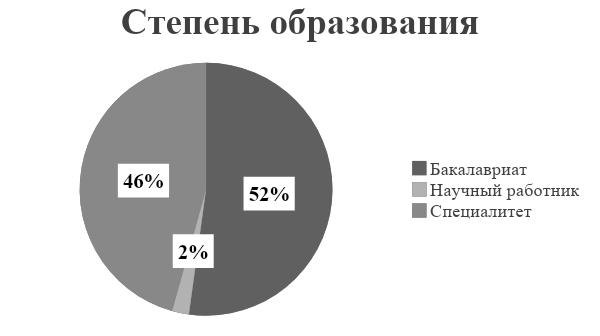 Степень образования
46%
52%
2%
Бакалавриат
Научный работник
Специалитет